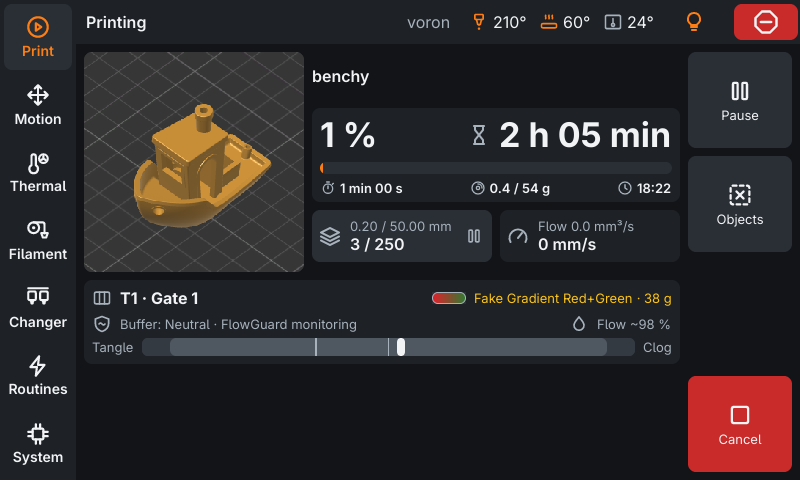 Print
Motion
Thermal
Filament
Changer
Routines
System
Printing
voron
210°
60°
24°
benchy
1 %
2 h 05 min
1 min 00 s
0.4 / 54 g
18:22
0.20 / 50.00 mm
3 / 250
Flow 0.0 mm³/s
0 mm/s
T1 · Gate 1
Fake Gradient Red+Green · 38 g
Buffer: Neutral · FlowGuard monitoring
Flow ~98 %
Tangle
Clog
Pause
Objects
Cancel